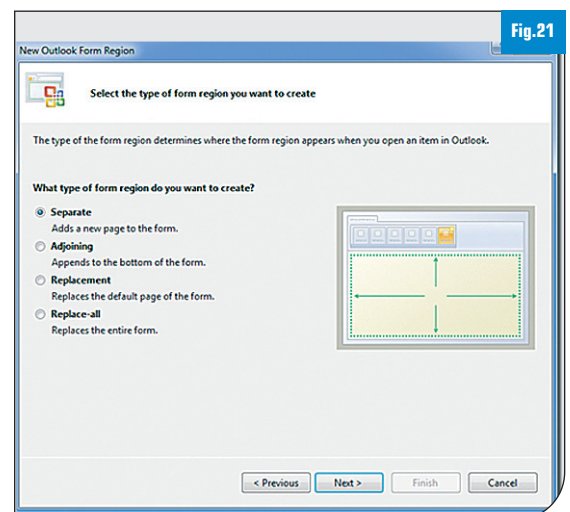 Fig.21
New Outlook Form Region
Select the type of form region you want to create
The type of the form region determines where the form region appears when you open an item in Outlook.
What type of form region do you want to create?
Separate
Adds a new page to the form.
Adjoining
Appends to the bottom of the form.
Replacement
Replaces the default page of the form.
Replace-all
Replaces the entire form.
< Previous Next > Finish Cancel